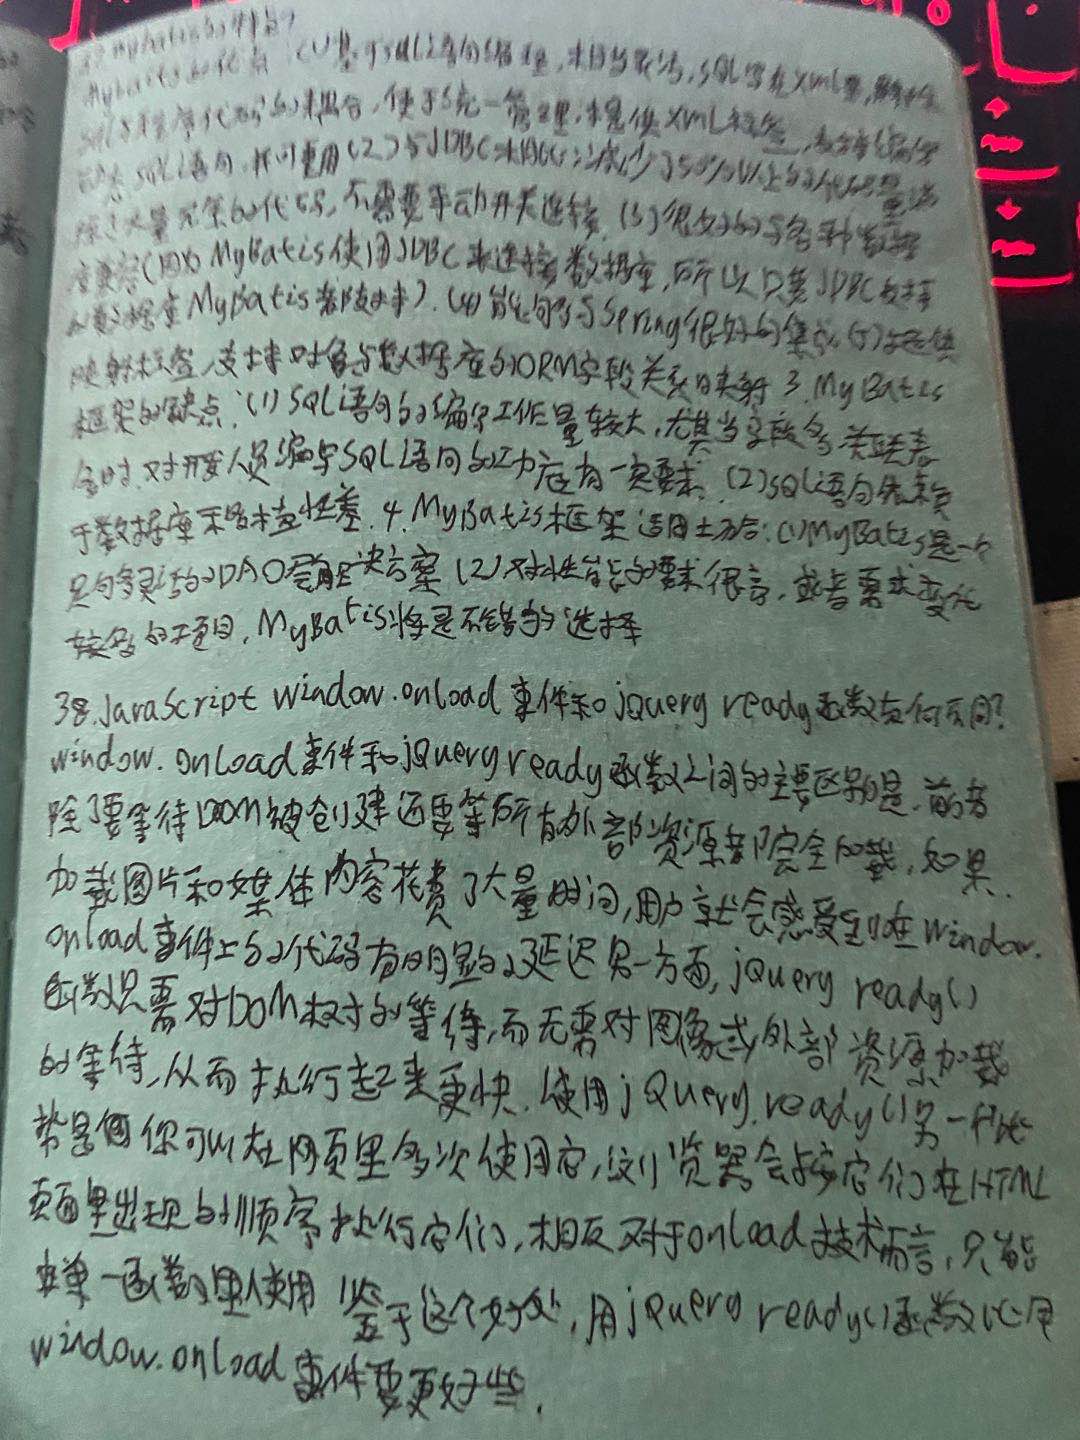 MyBatis的优点:(1)基于SQL语句编程,相当灵活,SQL写在XML里,解除
sql与程序代码的耦合,便于统一管理,提供XML标签,支持编写
动态SQL语句,并可重用(2)与JDBC相比,减少了50%以上的代码量,消
除了大量冗余的代码,不需要手动开关连接,(3)很好的与各种数据
库兼容(因为MyBatis使用JDBC来连接数据库,所以只要JDBC支持
的数据库MyBatis都支持).(4)能够与Spring很好的集成(5)提供
映射标签,支持对象与数据库的ORM字段关系映射 3.MyBatis
框架的缺点:(1)SQL语句的编写工作量较大,尤其当字段多、关联表
多时,对开发人员编写SQL语句的功底有一定要求.(2)SQL语句依赖
于数据库 移植性差.4.MyBatis框架适用场合:(1)MyBatis是一个
足够灵活的DAO层解决方案(2)对性能的要求很高,或者需求变化
较多的项目,MyBatis将是不错的选择
38.JavaScript window.onload 事件和jQuery ready函数有何不同?
window.onload事件和jQuery ready函数之间的主要区别是,前者
除了要等待DOM被创建还要等所有外部资源都完全加载,如果
加载图片和媒体内容花费了大量时间,用户就会感受到在window.
onload事件上的代码有明显的延迟 另一方面,jQuery ready()
函数只需对DOM树的等待,而无需对图像或外部资源加载
的等待,从而执行起来更快.使用jQuery.ready()另一个优
势是 你可以在网页里多次使用它,浏览器会按它们在HTML
页面里出现的顺序执行它们,相反对于onload技术而言,只能
在单一函数里使用 鉴于这个好处,用jQuery ready()函数比用
window.onload事件要更好些.